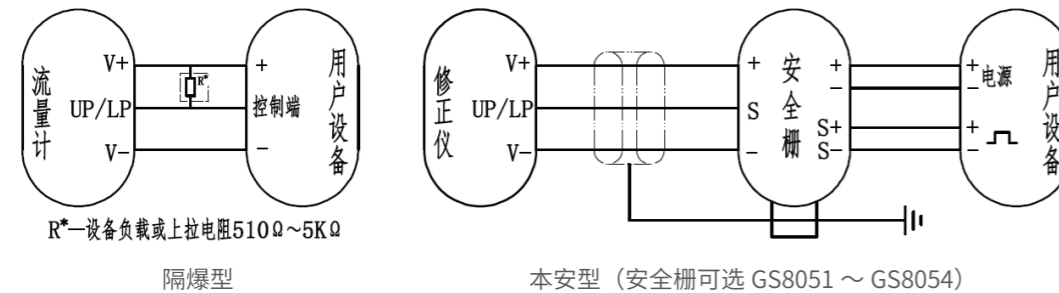 流量计
V+
UP/LP
V-
R*
+
控制端
-
用户设备
R*—设备负载或上拉电阻510Ω~5KΩ
隔爆型
修正仪
V+
UP/LP
V-
+
S
-
安全栅
+
-
S+
S-
+
电源
-
+
-
用户设备
本安型（安全栅可选 GS8051 ～ GS8054）